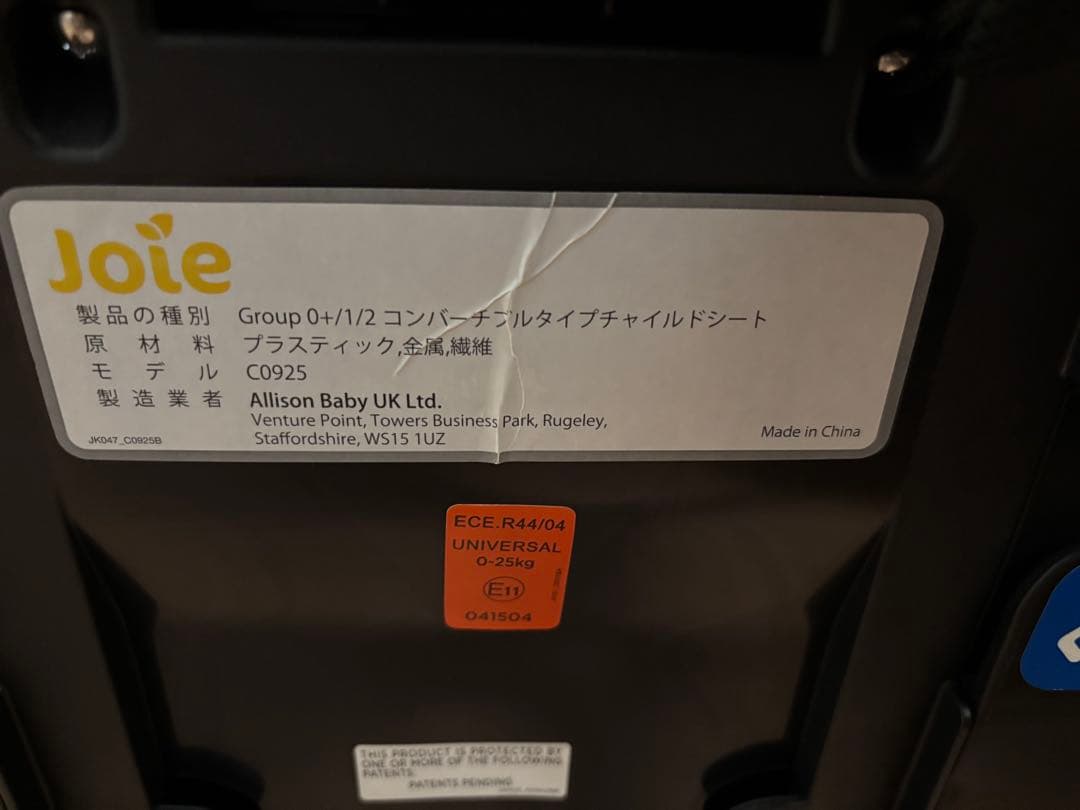 Joie
製品の種別 Group 0+/1/2 コンバーチブルタイプチャイルドシート
原材料 プラスティック,金属,繊維
モデル C0925
製造業者 Allison Baby UK Ltd.
Venture Point, Towers Business Park, Rugeley,
Staffordshire, WS15 1UZ
JK047_C0925B
Made in China
ECE.R44/04
UNIVERSAL
0-25kg
E11
041504
THIS PRODUCT IS PROTECTED BY
ONE OR MORE OF THE FOLLOWING
PATENTS:
PATENTS PENDING